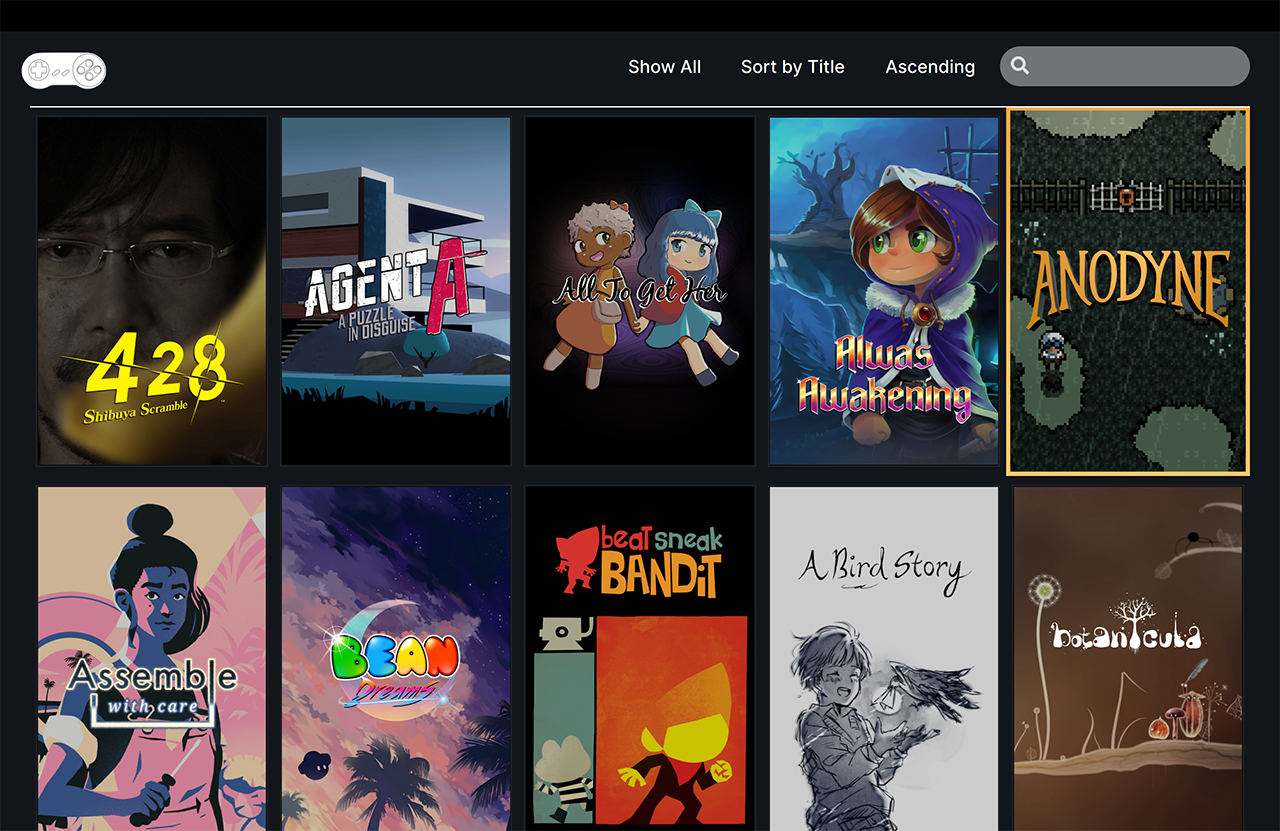 Show All Sort by Title Ascending
428
Shibuya Scramble
AGENT A
A PUZZLE
IN DISGUISE
All To Get Her
Alwas
Awakening
ANODYNE
Assemble
with care
BEAN
Dreams
beat sneak
BANDIT
A Bird Story
botanicula